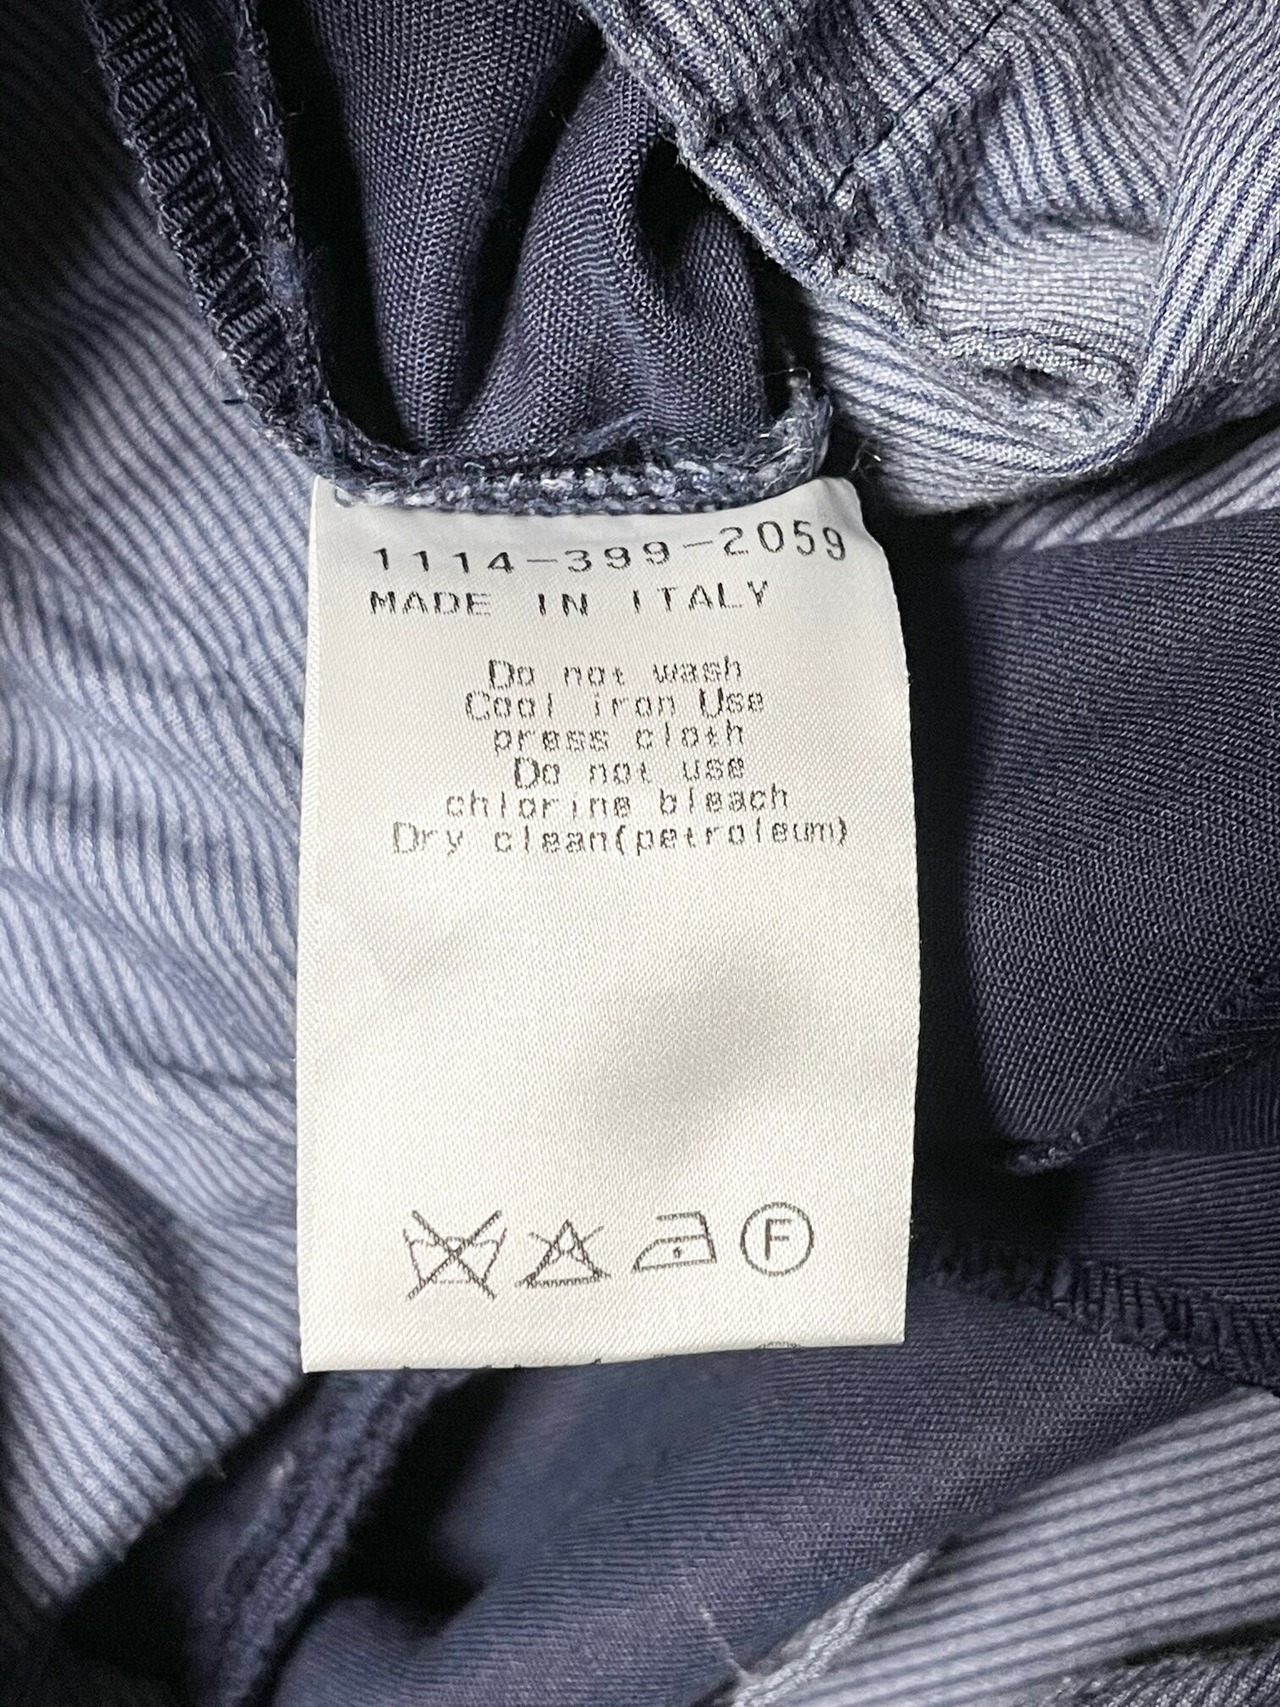 1114-399-2059
MADE IN ITALY
Do not wash
Cool iron Use
press cloth
Do not use
chlorine bleach
Dry clean(petroleum)
F